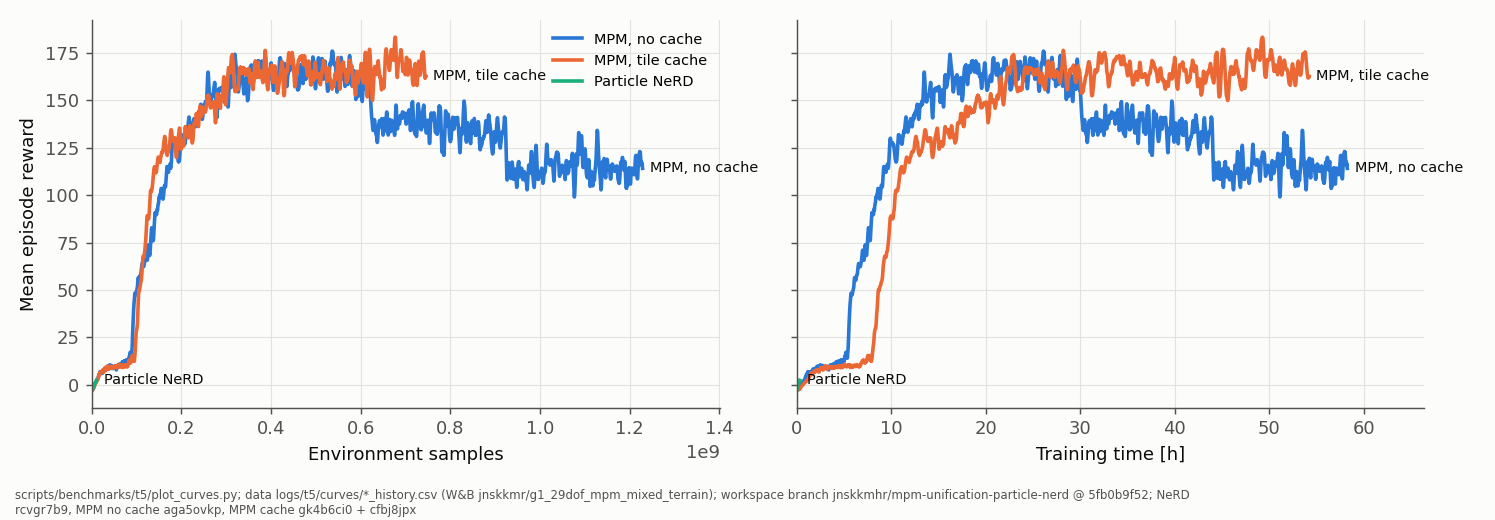 Mean episode reward
175
150
125
100
75
50
25
0
MPM, no cache
MPM, tile cache
Particle NeRD
MPM, tile cache
MPM, no cache
Particle NeRD
0.0 0.2 0.4 0.6 0.8 1.0 1.2 1.4
1e9
Environment samples
MPM, tile cache
MPM, no cache
Particle NeRD
0 10 20 30 40 50 60
Training time [h]
scripts/benchmarks/t5/plot_curves.py; data logs/t5/curves/*_history.csv (W&B jnskkmr/g1_29dof_mpm_mixed_terrain); workspace branch jnskkmhr/mpm-unification-particle-nerd @ 5fb0b9f52; NeRD
rcvgr7b9, MPM no cache aga5ovkp, MPM cache gk4b6ci0 + cfbj8jpx